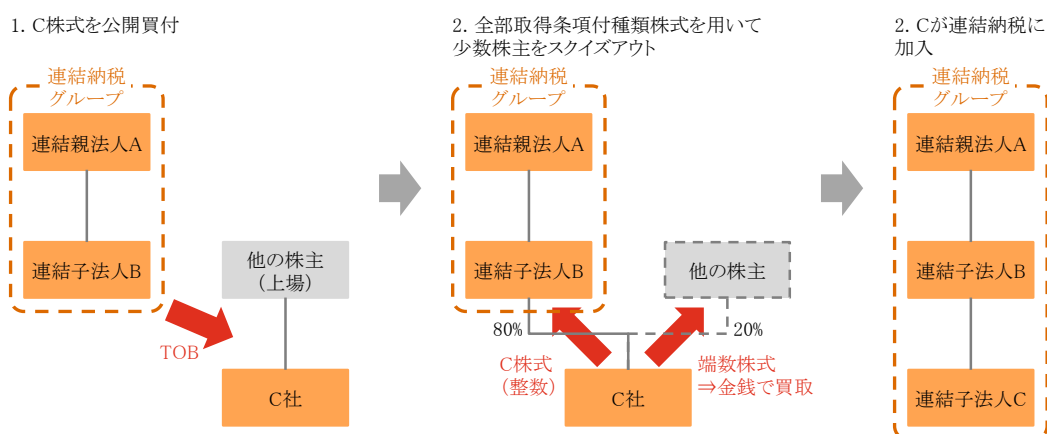 1. C株式を公開買付
連結納税
グループ
連結親法人A
連結子法人B
他の株主
（上場）
TOB
C社
2. 全部取得条項付種類株式を用いて
少数株主をスクイズアウト
連結納税
グループ
連結親法人A
連結子法人B
他の株主
80%
20%
C株式
（整数）
端数株式
⇒金銭で買取
C社
2. Cが連結納税に
加入
連結納税
グループ
連結親法人A
連結子法人B
連結子法人C